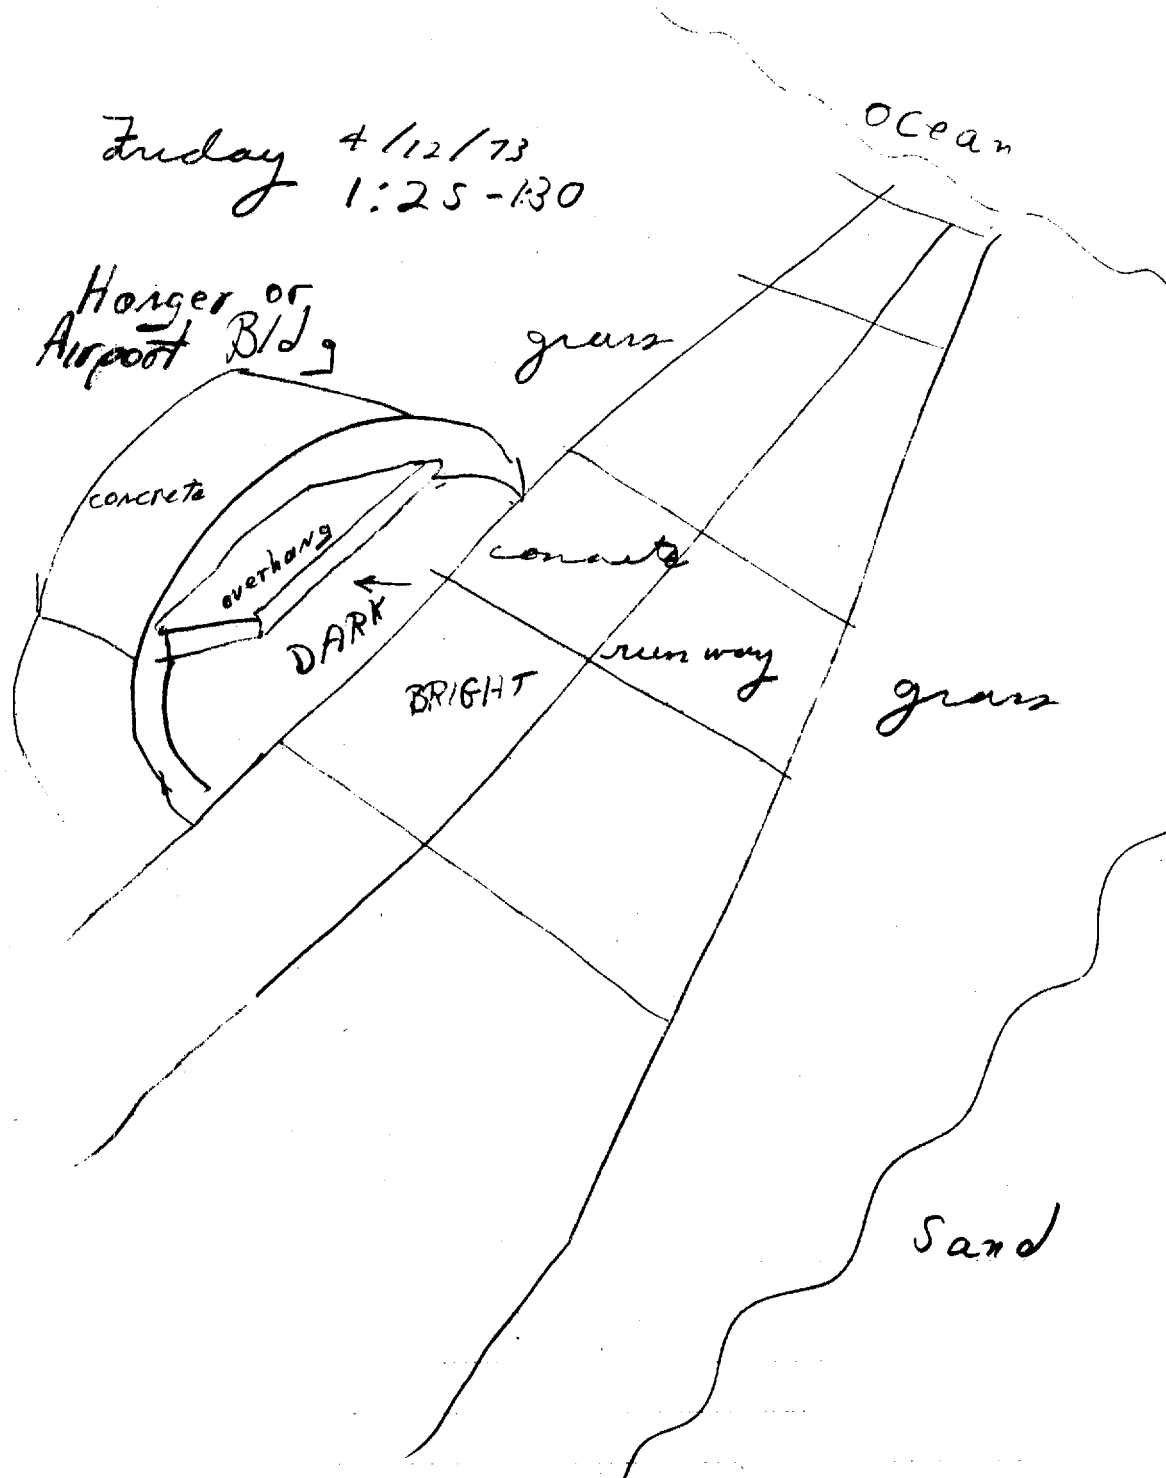 Friday 4/12/73
1:25-1:30
Ocean
Hanger or
Airport Bldg
grass
concrete
overhang
concrete
DARK
runway
BRIGHT
grass
Sand